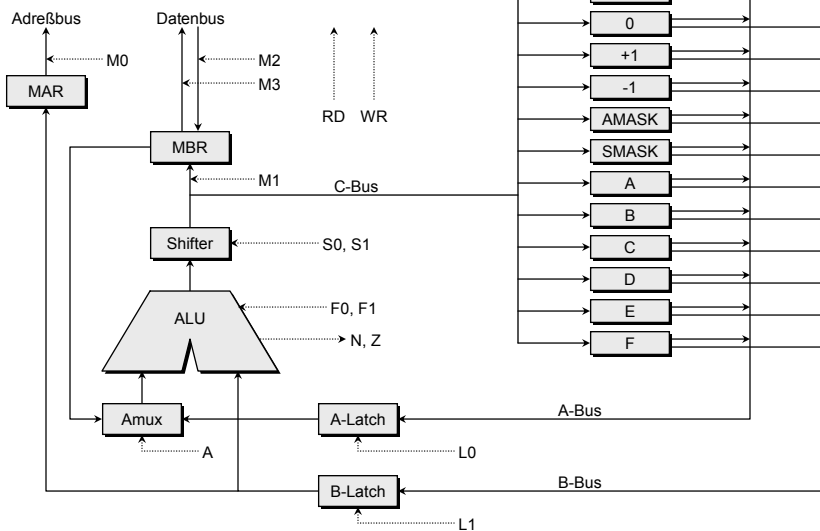 Adreßbus
Datenbus
0
+1
-1
AMASK
SMASK
A
B
C
D
E
F
M0
M2
M3
MAR
RD WR
MBR
M1
C-Bus
Shifter
S0, S1
F0, F1
ALU
N, Z
Amux
A-Latch
A-Bus
A
L0
B-Latch
B-Bus
L1